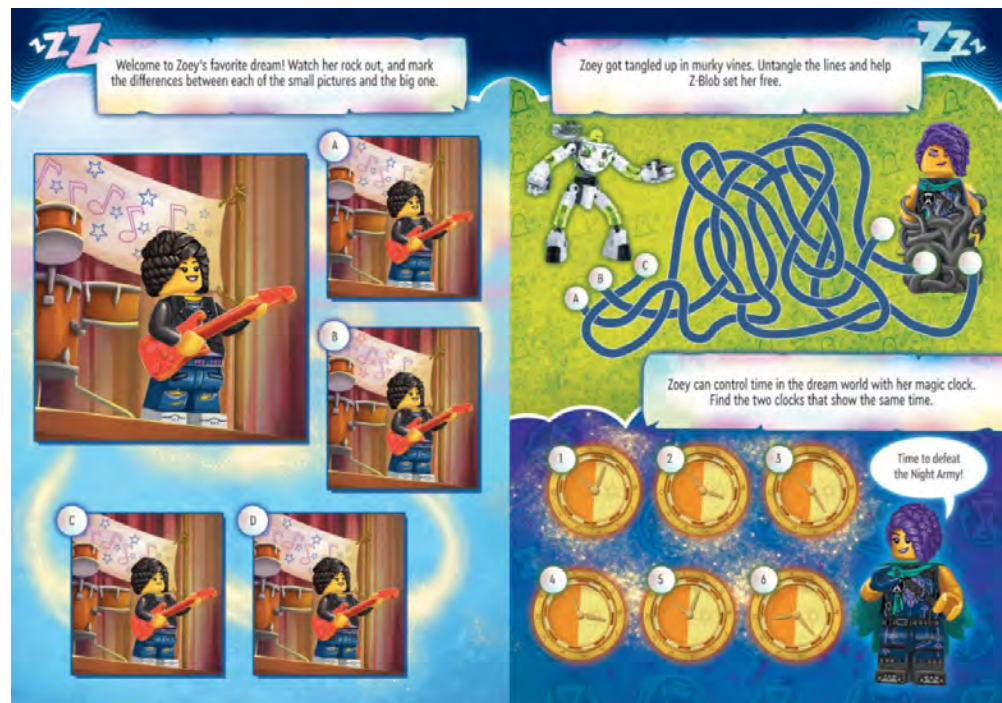 zZZ
Welcome to Zoey's favorite dream! Watch her rock out, and mark
the differences between each of the small pictures and the big one.
A
B
C
D
ZZz
Zoey got tangled up in murky vines. Untangle the lines and help
Z-Blob set her free.
C
B
A
Zoey can control time in the dream world with her magic clock.
Find the two clocks that show the same time.
1
2
3
Time to defeat
the Night Army!
4
5
6